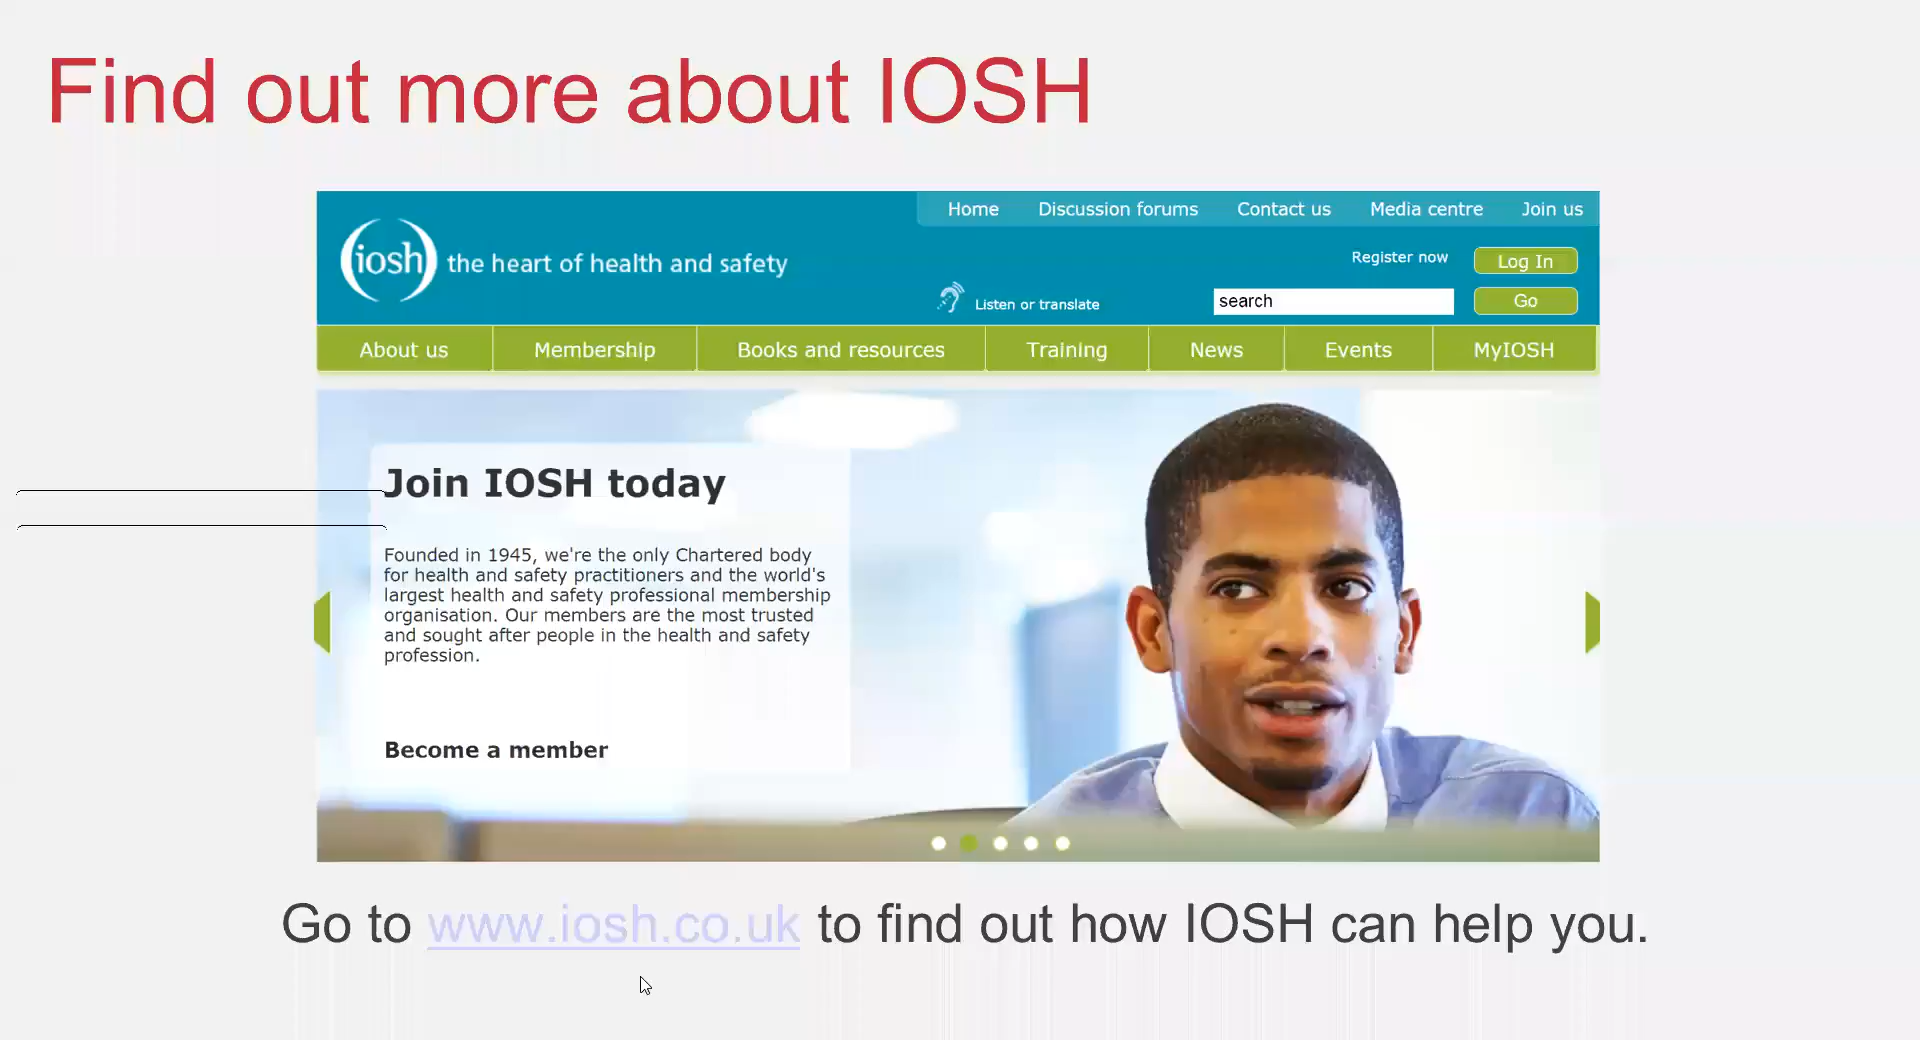 Find out more about IOSH
Home Discussion forums Contact us Media centre Join us
iosh the heart of health and safety
Register now Log In
Listen or translate search Go
About us Membership Books and resources Training News Events MyIOSH
Join IOSH today
Founded in 1945, we're the only Chartered body
for health and safety practitioners and the world's
largest health and safety professional membership
organisation. Our members are the most trusted
and sought after people in the health and safety
profession.
Become a member
Go to www.iosh.co.uk to find out how IOSH can help you.